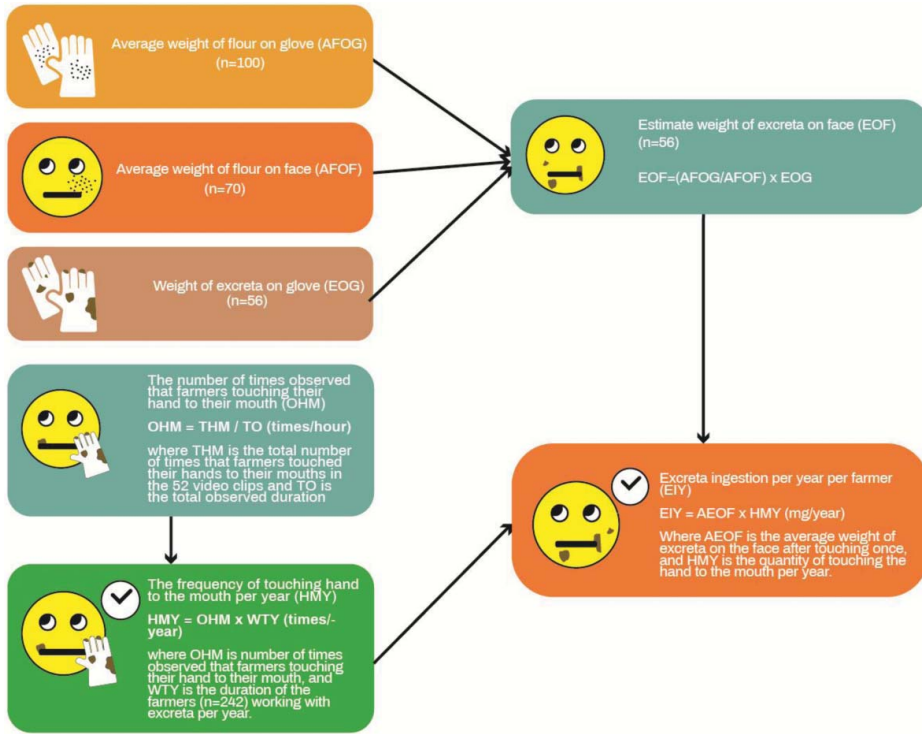 Average weight of flour on glove (AFOG)
(n=100)
Average weight of flour on face (AFOF)
(n=70)
Weight of excreta on glove (EOG)
(n=56)
Estimate weight of excreta on face (EOF)
(n=56)
EOF=(AFOG/AFOF) x EOG
The number of times observed
that farmers touching their
hand to their mouth (OHM)
OHM = THM / TO (times/hour)
where THM is the total number
of times that farmers touched
their hands to their mouths in
the 52 video clips and TO is
the total observed duration
The frequency of touching hand
to the mouth per year (HMY)
HMY = OHM x WTY (times/-
year)
where OHM is number of times
observed that farmers touching
their hand to their mouth, and
WTY is the duration of the
farmers (n=242) working with
excreta per year.
Excreta ingestion per year per farmer
(EIY)
EIY = AEOF x HMY (mg/year)
Where AEOF is the average weight of
excreta on the face after touching once,
and HMY is the quantity of touching the
hand to the mouth per year.